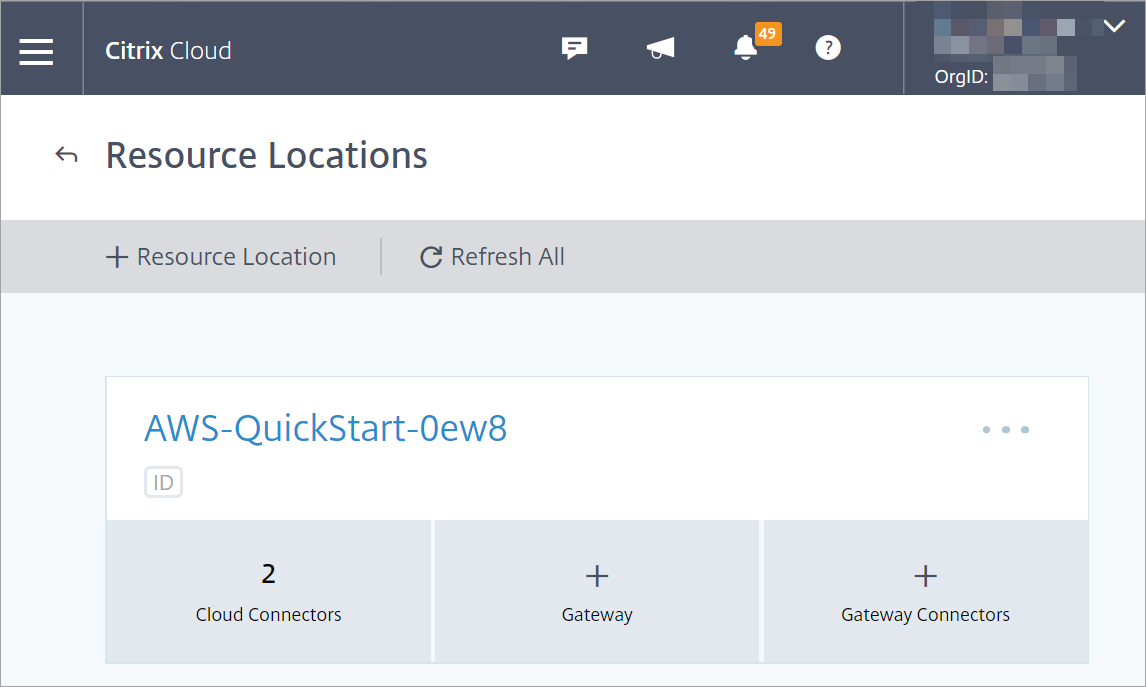 Citrix Cloud
49
?
OrgID:
Resource Locations
+ Resource Location
Refresh All
AWS-QuickStart-0ew8
ID
2
Cloud Connectors
+
Gateway
+
Gateway Connectors